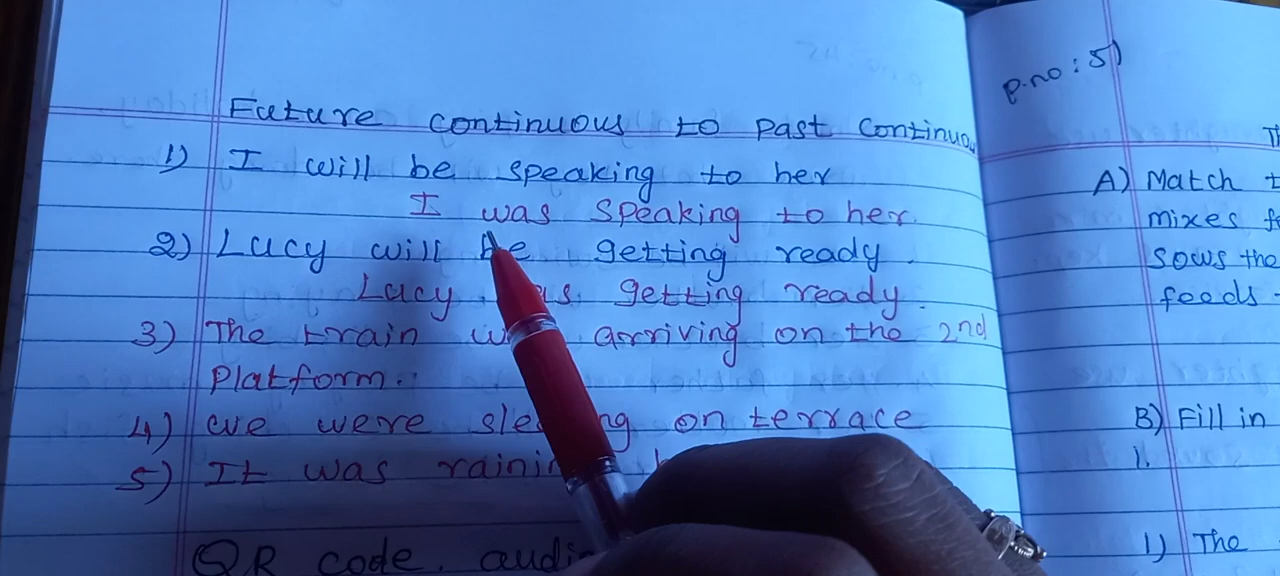 Future continuous to past continuou
1) I will be speaking to her
I was speaking to her.
2) Lucy will be getting ready.
Lucy getting ready.
3) The train arriving on the 2nd
Platform.
4) We were on terrace
5) It was
QR code.
p.no: 51
A) Match
mixes
sows the
feeds
B) Fill in
1.
1) The